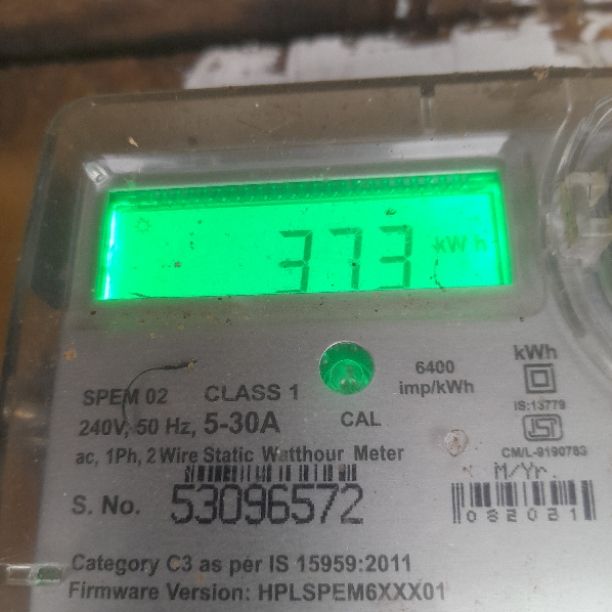 373 kWh
6400
imp/kWh
kWh
SPEM 02 CLASS 1
240V, 50 Hz, 5-30A
CAL
IS:13779
ISI
CM/L-9190783
ac, 1Ph, 2 Wire Static Watthour Meter
M/Yr.
S. No. 53096572
082021
Category C3 as per IS 15959:2011
Firmware Version: HPLSPEM6XXX01